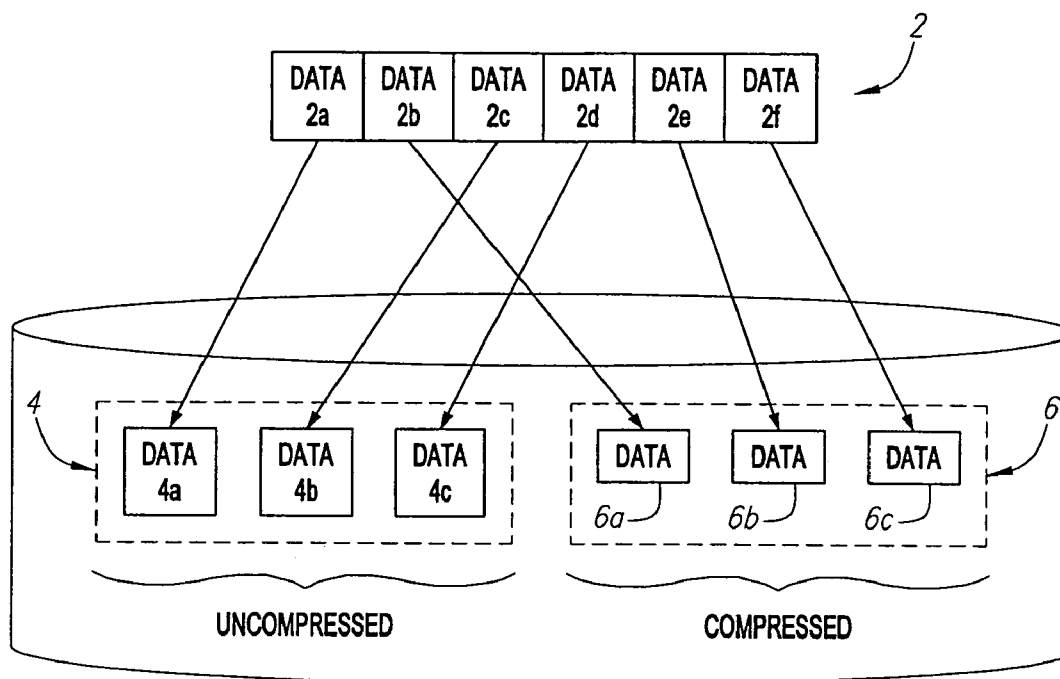 2
DATA 2a
DATA 2b
DATA 2c
DATA 2d
DATA 2e
DATA 2f
4
6
DATA 4a
DATA 4b
DATA 4c
DATA
DATA
DATA
6a
6b
6c
UNCOMPRESSED
COMPRESSED